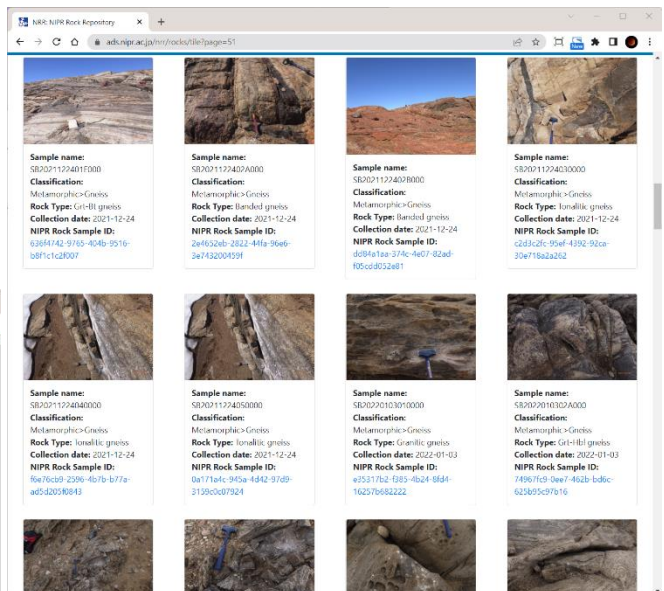 NRR: NIPR Rock Repository
ads.nipr.ac.jp/nrr/rocks/tile?page=51
New
Sample name:
SB2021122401E000
Classification:
Metamorphic>Gneiss
Rock Type: Grt-Bt gneiss
Collection date: 2021-12-24
NIPR Rock Sample ID:
636f4742-9765-404b-9516-
b8f1c1c2f007
Sample name:
SB2021122402A000
Classification:
Metamorphic>Gneiss
Rock Type: Banded gneiss
Collection date: 2021-12-24
NIPR Rock Sample ID:
2e4652eb-2822-44fa-96e6-
3e743200459f
Sample name:
SB2021122402B000
Classification:
Metamorphic>Gneiss
Rock Type: Banded gneiss
Collection date: 2021-12-24
NIPR Rock Sample ID:
dd84a1aa-374c-4e07-82ad-
f05cdd052a81
Sample name:
SB20211224030000
Classification:
Metamorphic>Gneiss
Rock Type: Tonalitic gneiss
Collection date: 2021-12-24
NIPR Rock Sample ID:
c2d3c2fc-95ef-4392-92ca-
30e718a2a262
Sample name:
SB20211224040000
Classification:
Metamorphic>Gneiss
Rock Type: Tonalitic gneiss
Collection date: 2021-12-24
NIPR Rock Sample ID:
f6e76cb9-2596-4b7b-b77a-
ad5d205f0843
Sample name:
SB20211224050000
Classification:
Metamorphic>Gneiss
Rock Type: Tonalitic gneiss
Collection date: 2021-12-24
NIPR Rock Sample ID:
0a171a4c-945a-4d42-97d9-
3159c0c07924
Sample name:
SB20220103010000
Classification:
Metamorphic>Gneiss
Rock Type: Granitic gneiss
Collection date: 2022-01-03
NIPR Rock Sample ID:
e35317b2-f385-4b24-8fd4-
16257b682222
Sample name:
SB2022010302A000
Classification:
Metamorphic>Gneiss
Rock Type: Grt-Hbl gneiss
Collection date: 2022-01-03
NIPR Rock Sample ID:
74967fc9-0ee7-462b-bd6c-
625b95c97b16